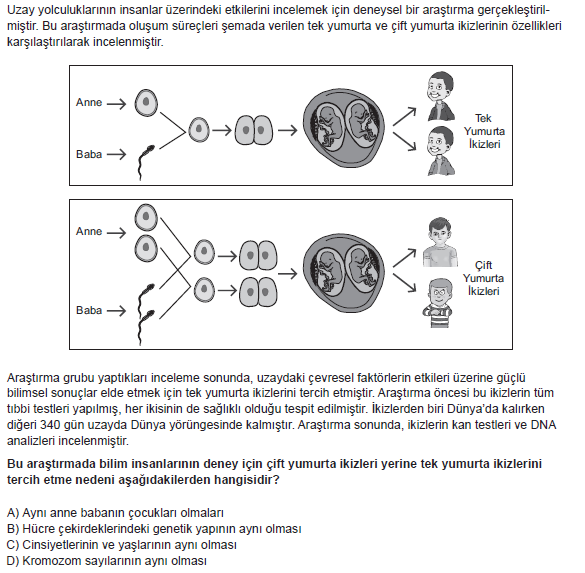 Uzay yolculuklarının insanlar üzerindeki etkilerini incelemek için deneysel bir araştırma gerçekleştiril-
miştir. Bu araştırmada oluşum süreçleri şemada verilen tek yumurta ve çift yumurta ikizlerinin özellikleri
karşılaştırılarak incelenmiştir.
Anne
Baba
Tek
Yumurta
İkizleri
Anne
Baba
Çift
Yumurta
İkizleri
Araştırma grubu yaptıkları inceleme sonunda, uzaydaki çevresel faktörlerin etkileri üzerine güçlü
bilimsel sonuçlar elde etmek için tek yumurta ikizlerini tercih etmiştir. Araştırma öncesi bu ikizlerin tüm
tıbbi testleri yapılmış, her ikisinin de sağlıklı olduğu tespit edilmiştir. İkizlerden biri Dünya'da kalırken
diğeri 340 gün uzayda Dünya yörüngesinde kalmıştır. Araştırma sonunda, ikizlerin kan testleri ve DNA
analizleri incelenmiştir.
Bu araştırmada bilim insanlarının deney için çift yumurta ikizleri yerine tek yumurta ikizlerini
tercih etme nedeni aşağıdakilerden hangisidir?
A) Aynı anne babanın çocukları olmaları
B) Hücre çekirdeklerindeki genetik yapının aynı olması
C) Cinsiyetlerinin ve yaşlarının aynı olması
D) Kromozom sayılarının aynı olması